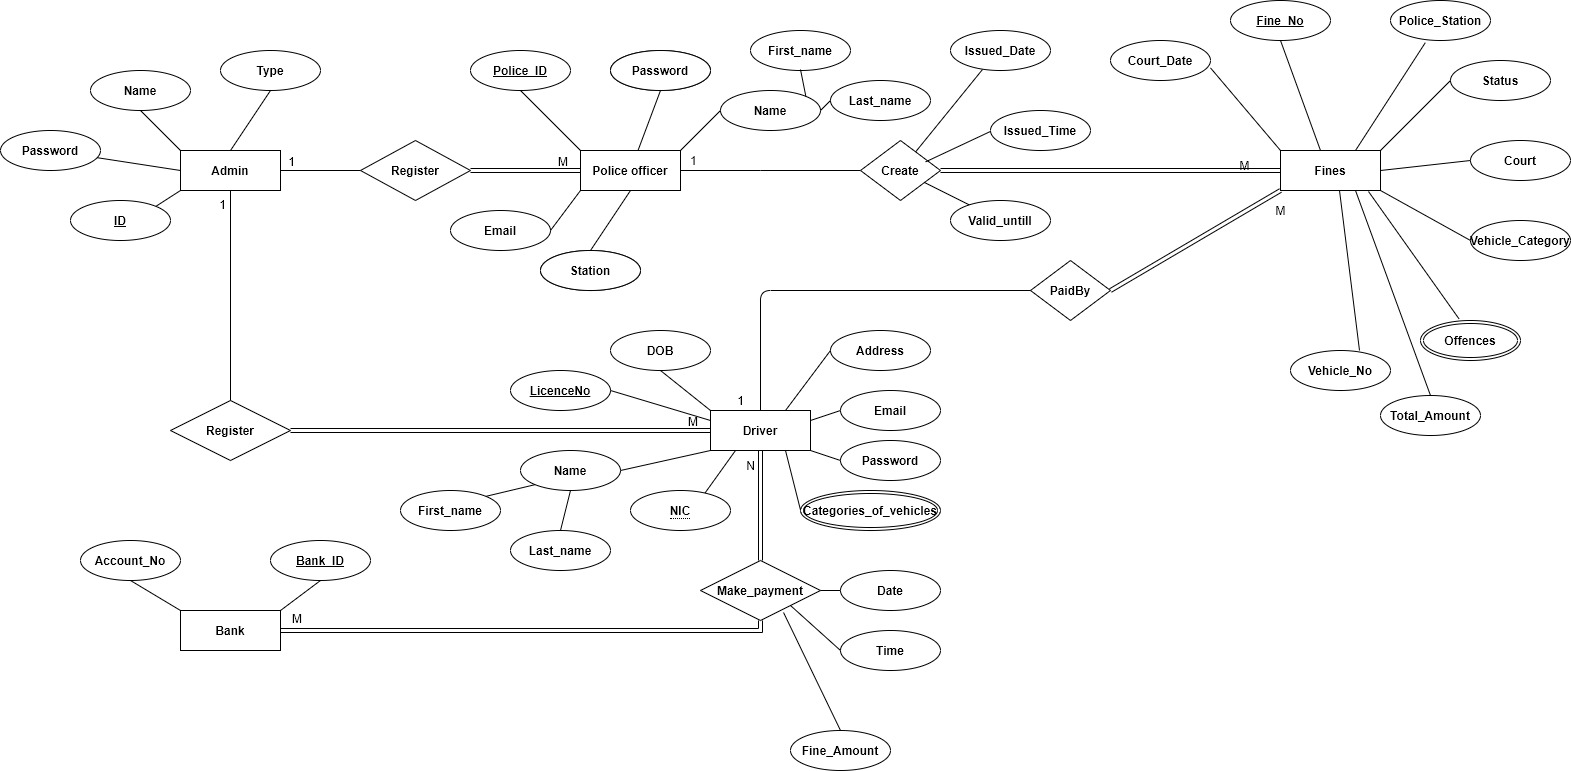 Fine_No
Police_Station
First_name
Issued_Date
Court_Date
Type
Police_ID
Password
Status
Name
Last_name
Name
Issued_Time
Password
1
M
1
M
Court
Admin
Register
Police officer
Create
Fines
1
M
ID
Email
Valid_untill
Vehicle_Category
Station
PaidBy
DOB
Address
Offences
LicenceNo
Vehicle_No
1
Email
Total_Amount
M
Register
Driver
Name
N
Password
First_name
NIC
Categories_of_vehicles
Last_name
Account_No
Bank_ID
Make_payment
Date
M
Bank
Time
Fine_Amount